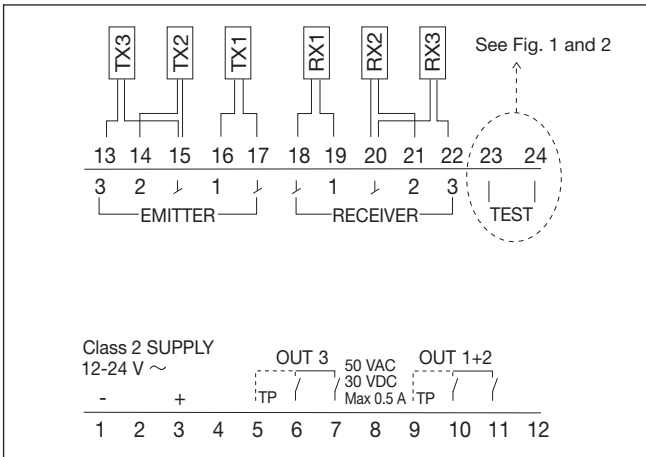 TX3 TX2 TX1 RX1 RX2 RX3
See Fig. 1 and 2
13 14 15 16 17 18 19 20 21 22 23 24
3 2 1 1 2 3
EMITTER RECEIVER TEST
Class 2 SUPPLY
12-24 V ~
OUT 3
50 VAC
30 VDC
Max 0.5 A
OUT 1+2
- + TP TP
1 2 3 4 5 6 7 8 9 10 11 12